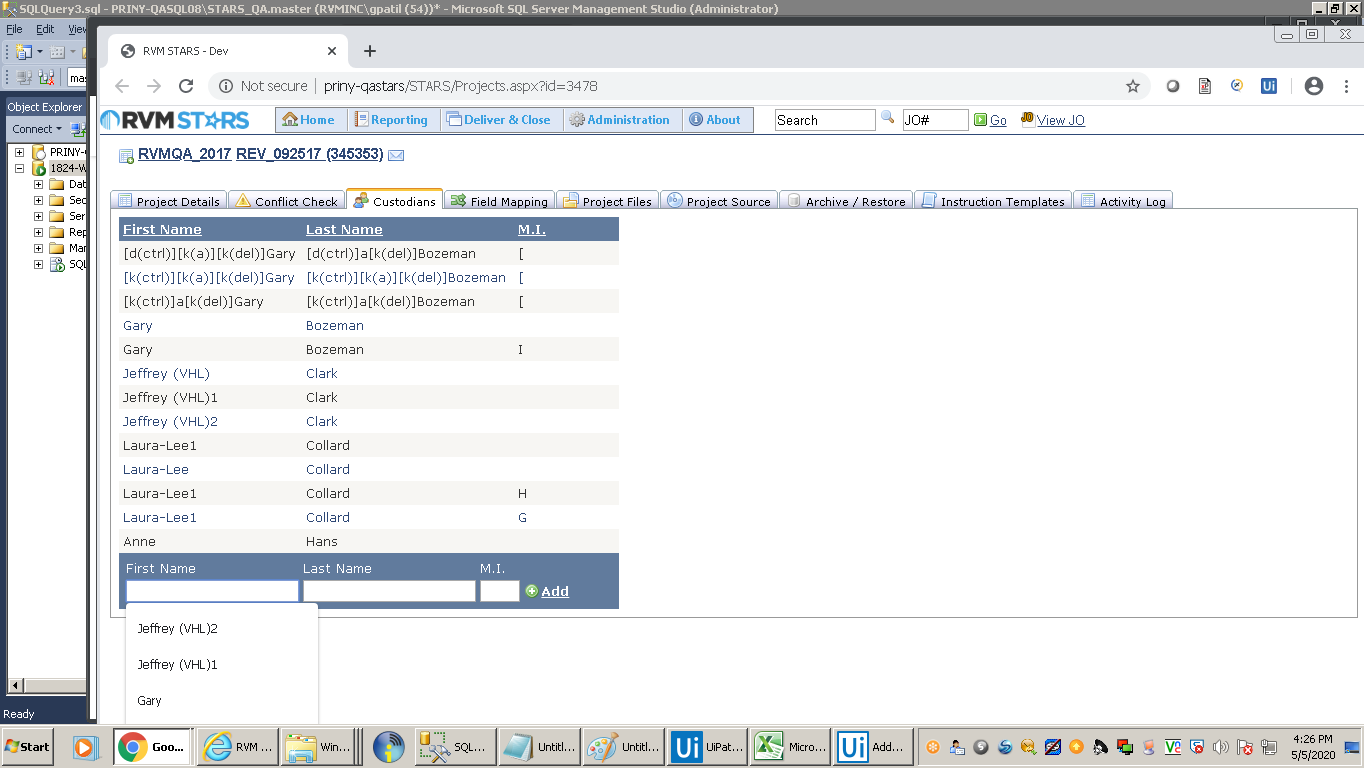 SQLQuery3.sql - PRINY-QASQL08\STARS_QA.master (RVMINC\gpatil (54))* - Microsoft SQL Server Management Studio (Administrator)
File Edit View
RVM STARS - Dev
Not secure | priny-qastars/STARS/Projects.aspx?id=3478
Object Explorer
Connect
PRINY-
1824-W
Dat
Sec
Ser
Rep
Mar
SQL
Ready
RVM STARS Home Reporting Deliver & Close Administration About Search JO# Go View JO
RVMQA_2017 REV_092517 (345353)
Project Details Conflict Check Custodians Field Mapping Project Files Project Source Archive / Restore Instruction Templates Activity Log
First Name Last Name M.I.
[d(ctrl)][k(a)][k(del)]Gary [d(ctrl)]a[k(del)]Bozeman [
[k(ctrl)][k(a)][k(del)]Gary [k(ctrl)][k(a)][k(del)]Bozeman [
[k(ctrl)]a[k(del)]Gary [k(ctrl)]a[k(del)]Bozeman [
Gary Bozeman
Gary Bozeman I
Jeffrey (VHL) Clark
Jeffrey (VHL)1 Clark
Jeffrey (VHL)2 Clark
Laura-Lee1 Collard
Laura-Lee Collard
Laura-Lee1 Collard H
Laura-Lee1 Collard G
Anne Hans
First Name Last Name M.I.
Add
Jeffrey (VHL)2
Jeffrey (VHL)1
Gary
Start Goo... RVM ... Win... SQL... Untitl... Untitl... UiPat... Micro... Add...
4:26 PM
5/5/2020